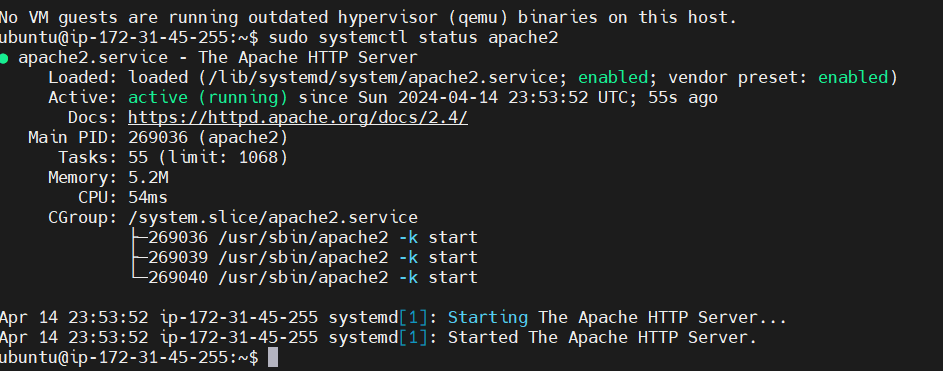 No VM guests are running outdated hypervisor (qemu) binaries on this host.
ubuntu@ip-172-31-45-255:~$ sudo systemctl status apache2
● apache2.service - The Apache HTTP Server
     Loaded: loaded (/lib/systemd/system/apache2.service; enabled; vendor preset: enabled)
     Active: active (running) since Sun 2024-04-14 23:53:52 UTC; 55s ago
       Docs: https://httpd.apache.org/docs/2.4/
   Main PID: 269036 (apache2)
      Tasks: 55 (limit: 1068)
     Memory: 5.2M
        CPU: 54ms
     CGroup: /system.slice/apache2.service
             ├─269036 /usr/sbin/apache2 -k start
             ├─269039 /usr/sbin/apache2 -k start
             └─269040 /usr/sbin/apache2 -k start

Apr 14 23:53:52 ip-172-31-45-255 systemd[1]: Starting The Apache HTTP Server...
Apr 14 23:53:52 ip-172-31-45-255 systemd[1]: Started The Apache HTTP Server.
ubuntu@ip-172-31-45-255:~$